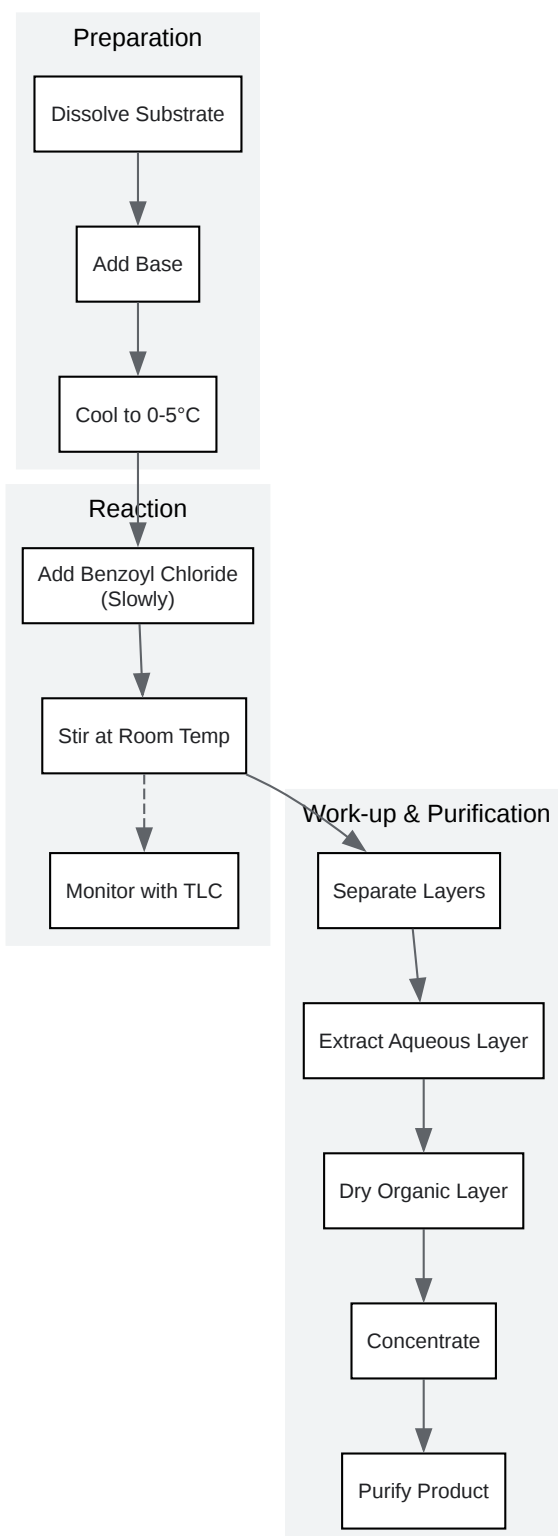 Preparation
Dissolve Substrate
Add Base
Cool to 0-5°C
Reaction
Add Benzoyl Chloride
(Slowly)
Stir at Room Temp
Monitor with TLC
Work-up & Purification
Separate Layers
Extract Aqueous Layer
Dry Organic Layer
Concentrate
Purify Product